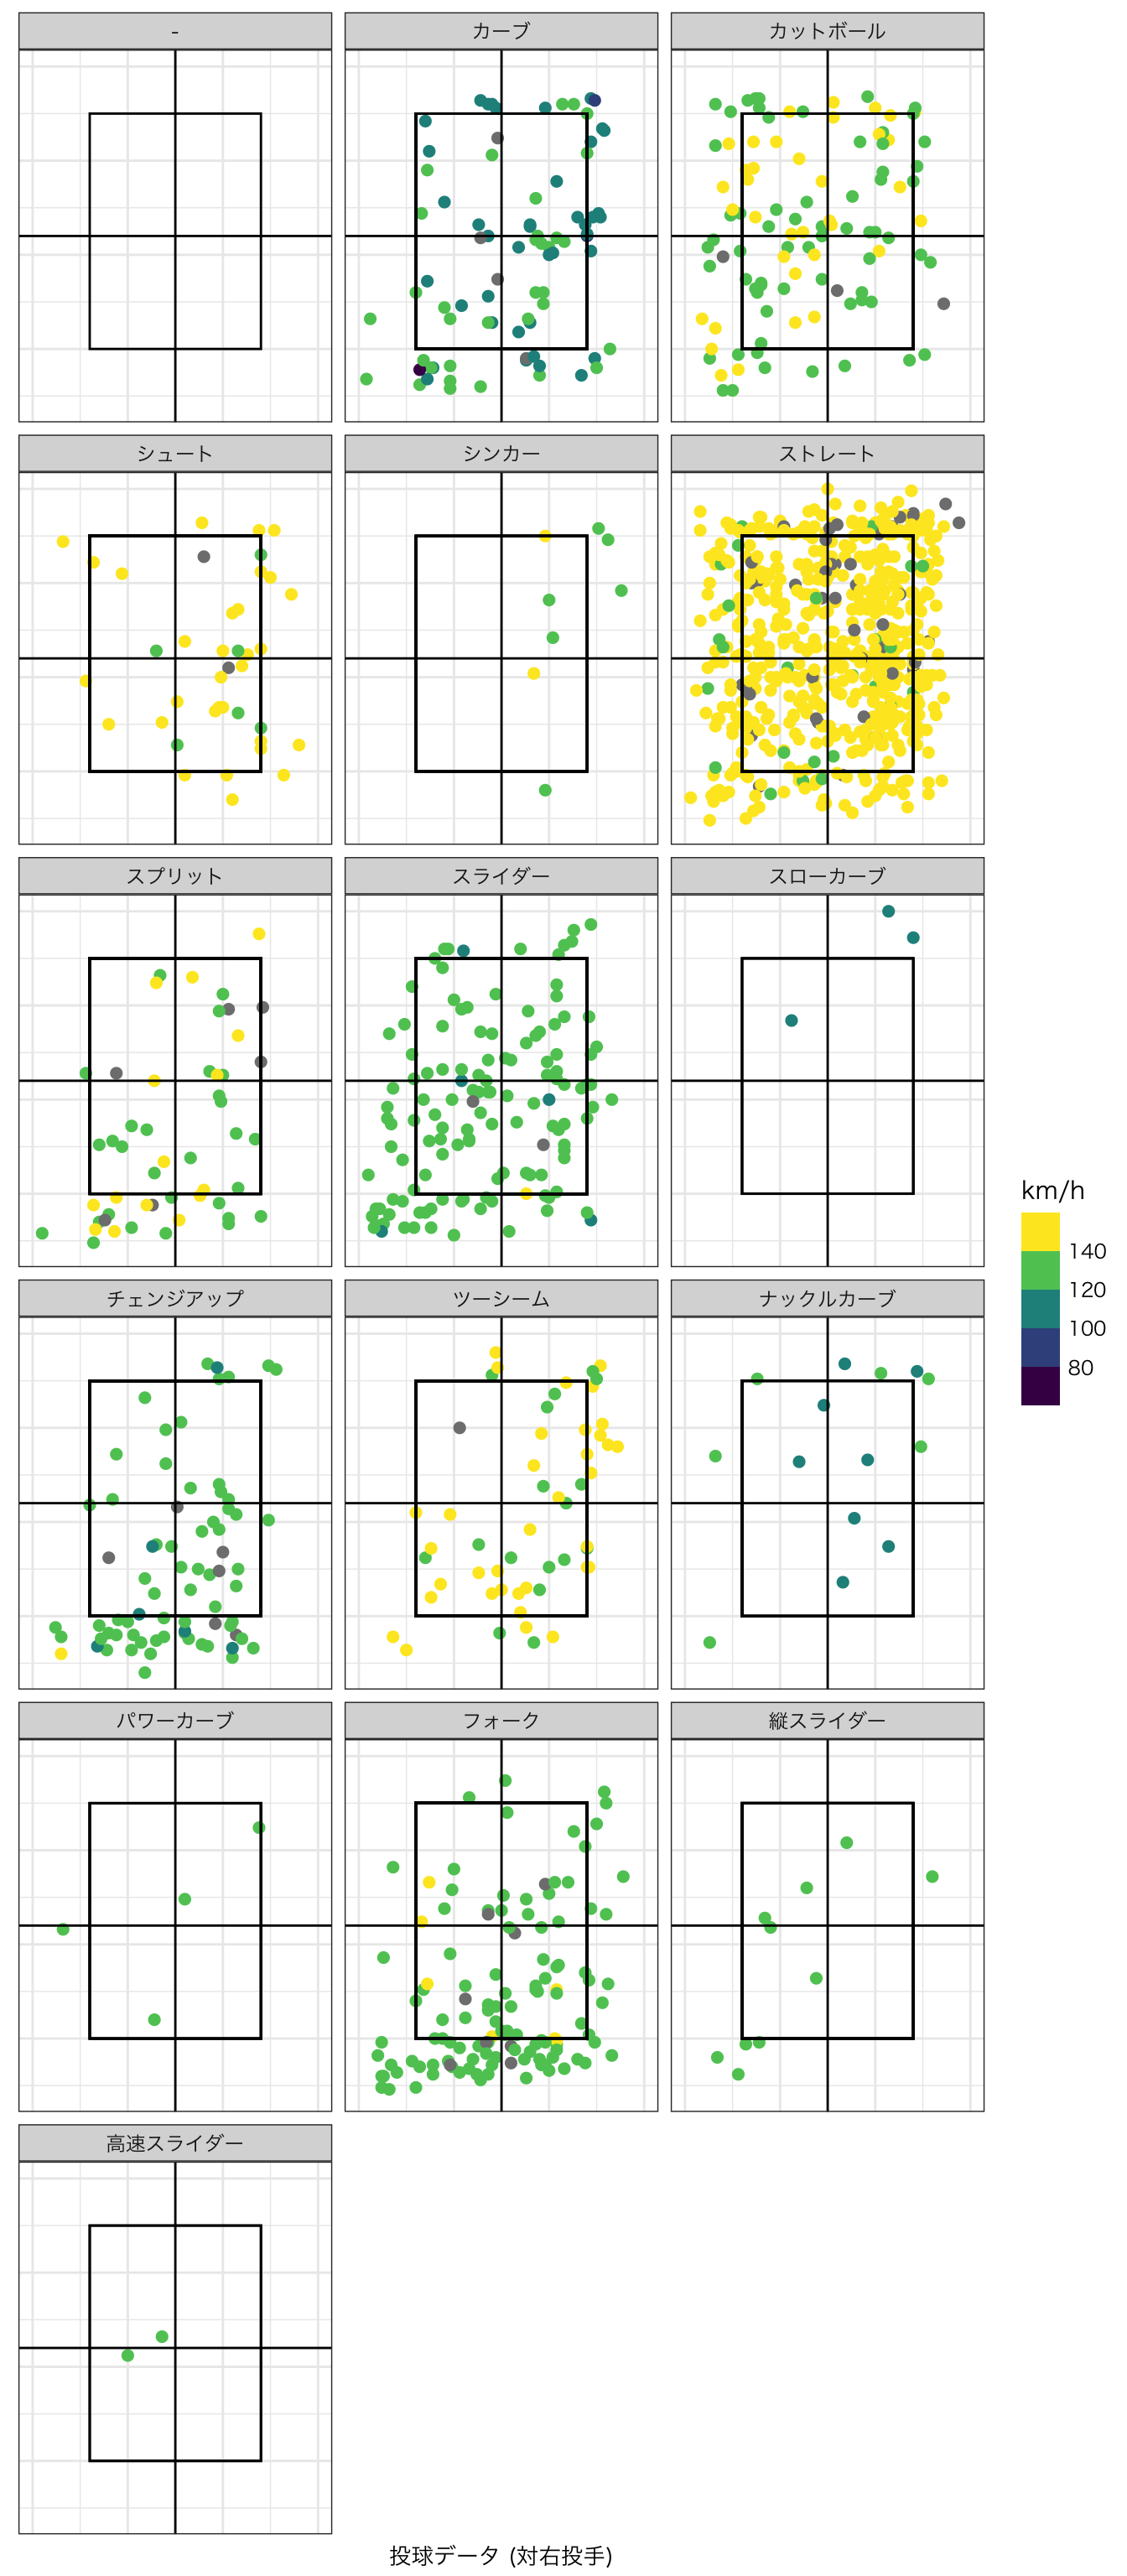 -
カーブ
カットボール
シュート
シンカー
ストレート
スプリット
スライダー
スローカーブ
チェンジアップ
ツーシーム
ナックルカーブ
パワーカーブ
フォーク
縦スライダー
高速スライダー
km/h
140
120
100
80
投球データ (対右投手)